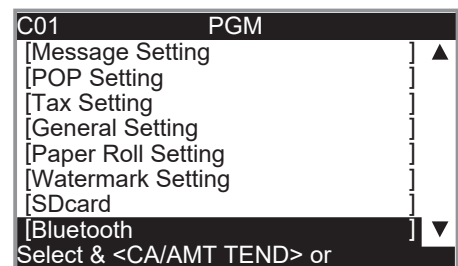 C01 PGM
[Message Setting ] ▲
[POP Setting ]
[Tax Setting ]
[General Setting ]
[Paper Roll Setting ]
[Watermark Setting ]
[SDcard ]
[Bluetooth ] ▼
Select & <CA/AMT TEND> or